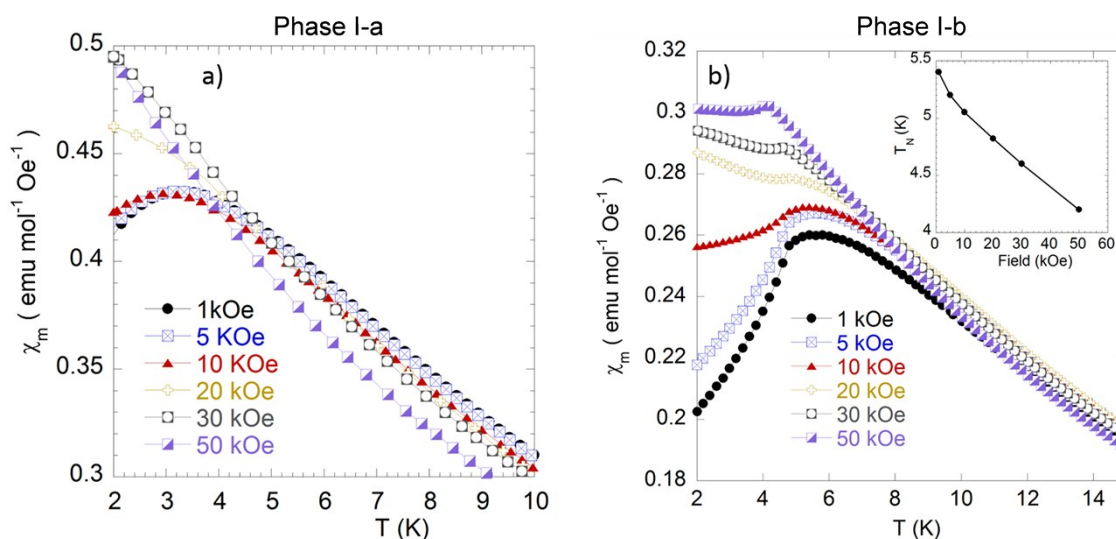 Phase I-a
a)
χm ( emu mol-1 Oe-1 )
0.5
0.45
0.4
0.35
0.3
1kOe
5 KOe
10 KOe
20 kOe
30 kOe
50 kOe
2 3 4 5 6 7 8 9 10
T (K)
Phase I-b
b)
χm ( emu mol-1 Oe-1 )
0.32
0.3
0.28
0.26
0.24
0.22
0.2
0.18
1 kOe
5 kOe
10 kOe
20 kOe
30 kOe
50 kOe
2 4 6 8 10 12 14
T (K)
TN (K)
5.5
5
4.5
4
0 10 20 30 40 50 60
Field (kOe)